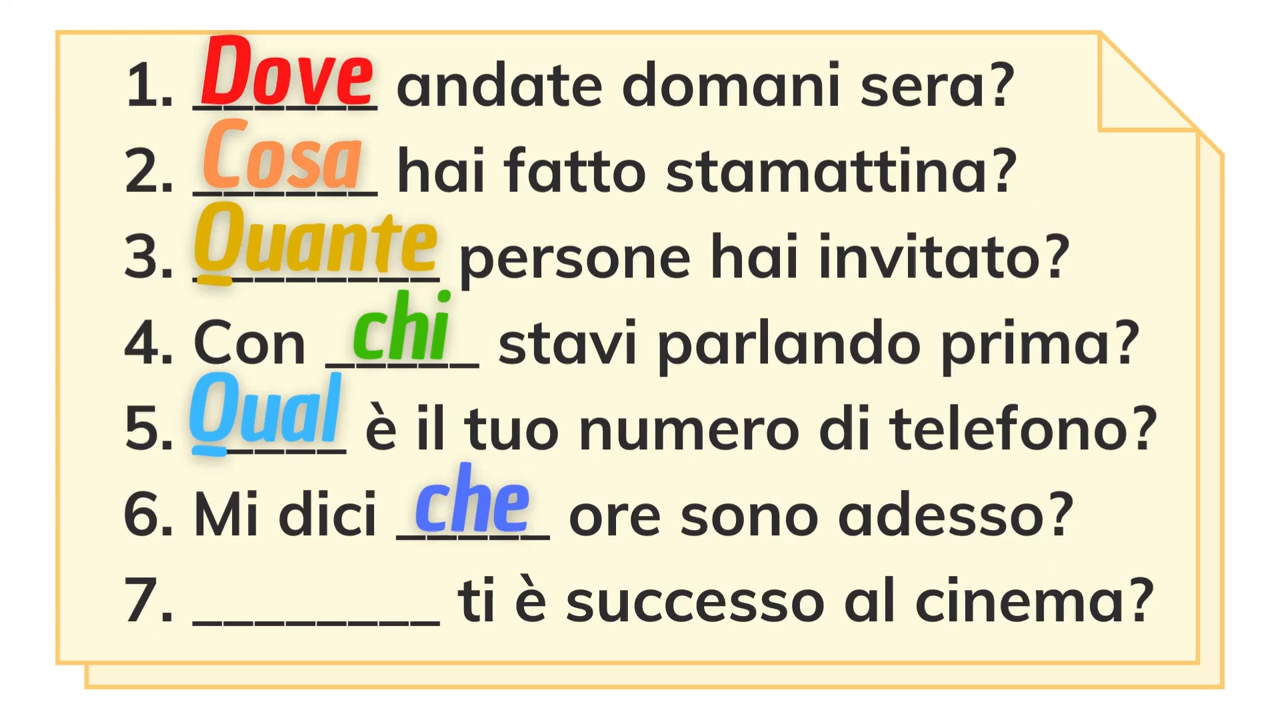 1. Dove andate domani sera?
2. Cosa hai fatto stamattina?
3. Quante persone hai invitato?
4. Con chi stavi parlando prima?
5. Qual è il tuo numero di telefono?
6. Mi dici che ore sono adesso?
7. ________ ti è successo al cinema?